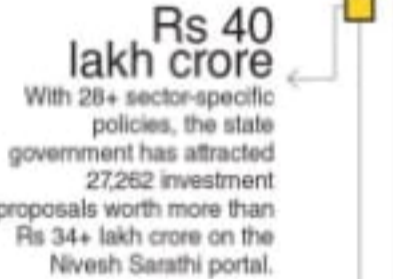 Rs 40
lakh crore
With 28+ sector-specific
policies, the state
government has attracted
27,262 investment
proposals worth more than
Rs 34+ lakh crore on the
Nivesh Sarathi portal.